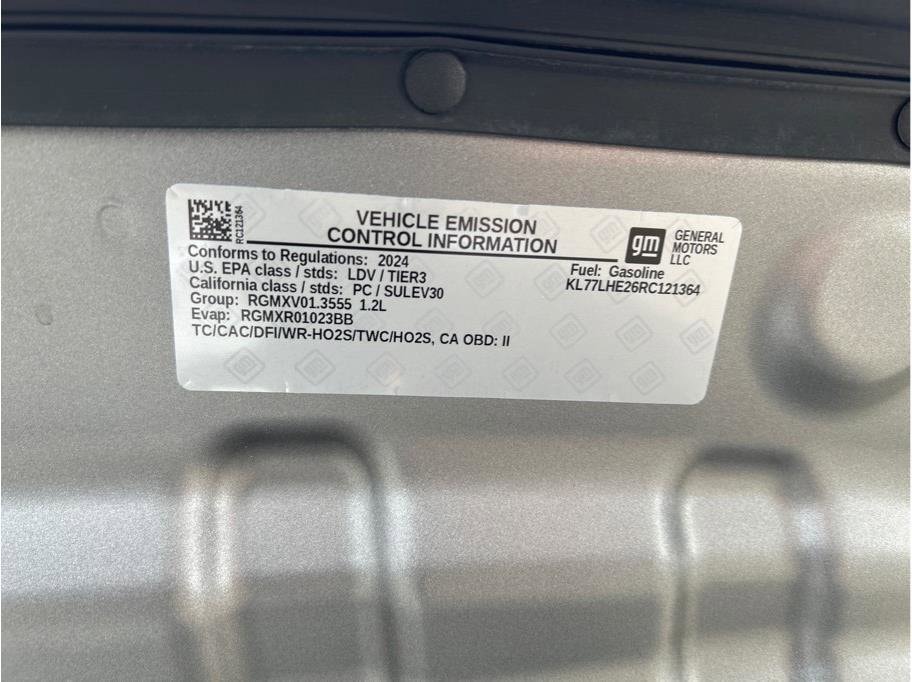 RC121364
VEHICLE EMISSION
CONTROL INFORMATION
gm
GENERAL
MOTORS
LLC
Conforms to Regulations: 2024
U.S. EPA class / stds: LDV / TIER3
California class / stds: PC / SULEV30
Group: RGMXV01.3555 1.2L
Evap: RGMXR01023BB
TC/CAC/DFI/WR-HO2S/TWC/HO2S, CA OBD: II
Fuel: Gasoline
KL77LHE26RC121364